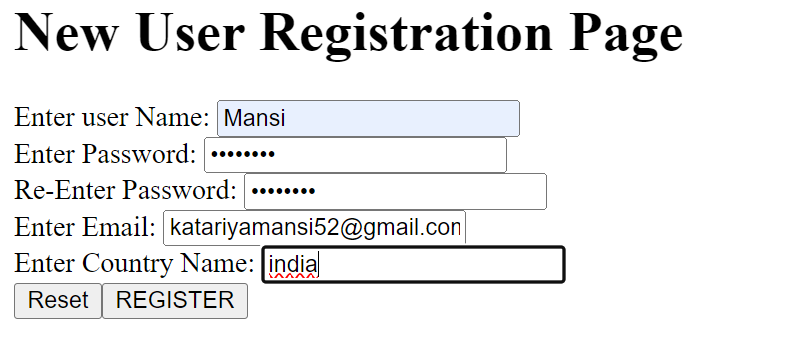 New User Registration Page
Enter user Name: Mansi
Enter Password: ••••••••
Re-Enter Password: ••••••••
Enter Email: katariyamansi52@gmail.con
Enter Country Name: india
Reset REGISTER